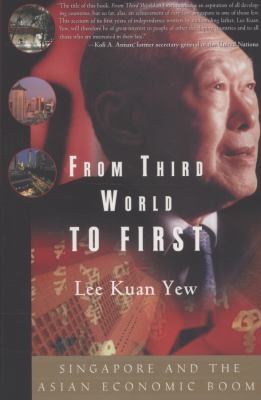 "The title of this book, From Third World to First, expresses an aspiration of all develop-
ing countries, but so far, alas, an achievement of very few. Singapore is one of those few.
This account of its first years of independence written by its founding father, Lee Kuan
Yew, will therefore be of great interest to people of other developing countries and to all
those who are interested in their fate."
—Kofi A. Annan, former secretary-general of the United Nations
FROM THIRD
WORLD
TO FIRST
Lee Kuan Yew
SINGAPORE AND THE
ASIAN ECONOMIC BOOM